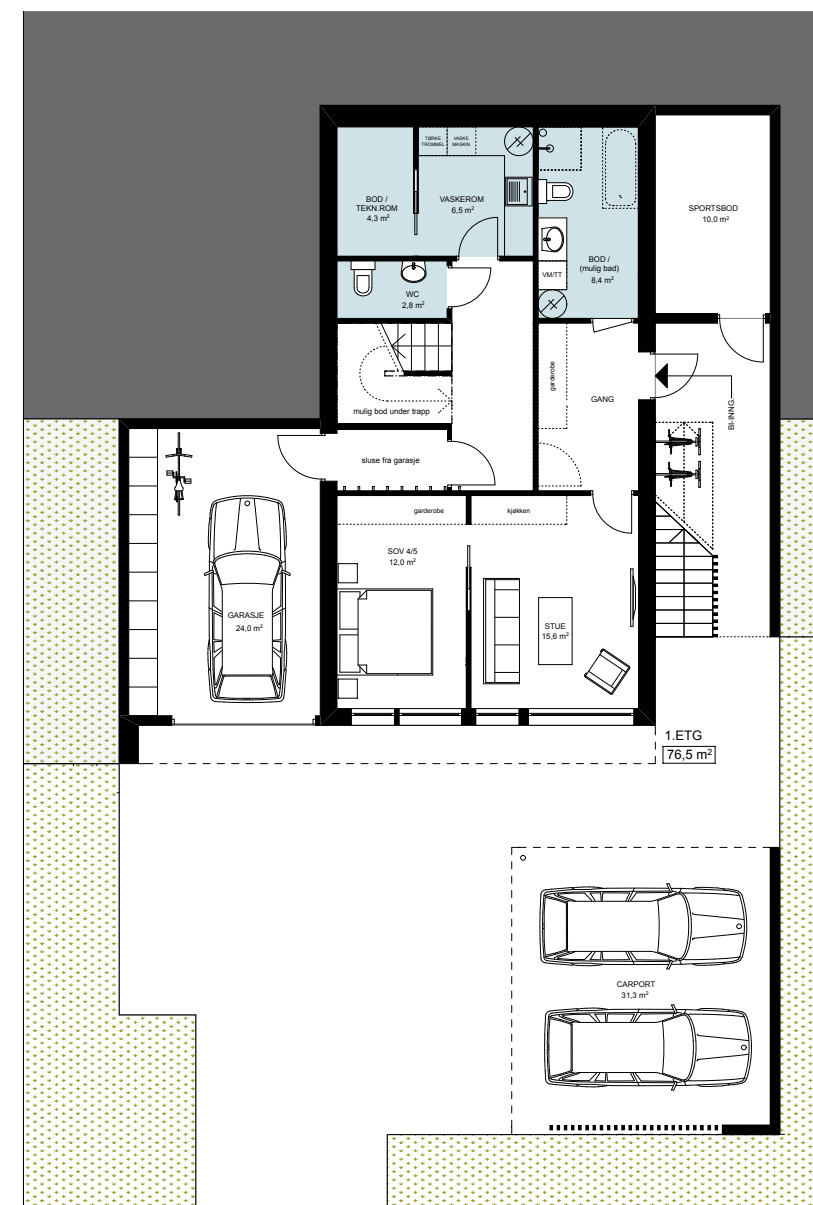 TØRKE
TROMMEL
VASKE
MASKIN
BOD /
TEKN.ROM
4,3 m²
VASKEROM
6,5 m²
SPORTSBOD
10,0 m²
BOD /
(mulig bad)
8,4 m²
VM/TT
WC
2,8 m²
garderobe
GANG
BI-INNG.
mulig bod under trapp
sluse fra garasje
garderobe
kjøkken
SOV 4/5
12,0 m²
GARASJE
24,0 m²
STUE
15,6 m²
1.ETG
76,5 m²
CARPORT
31,3 m²